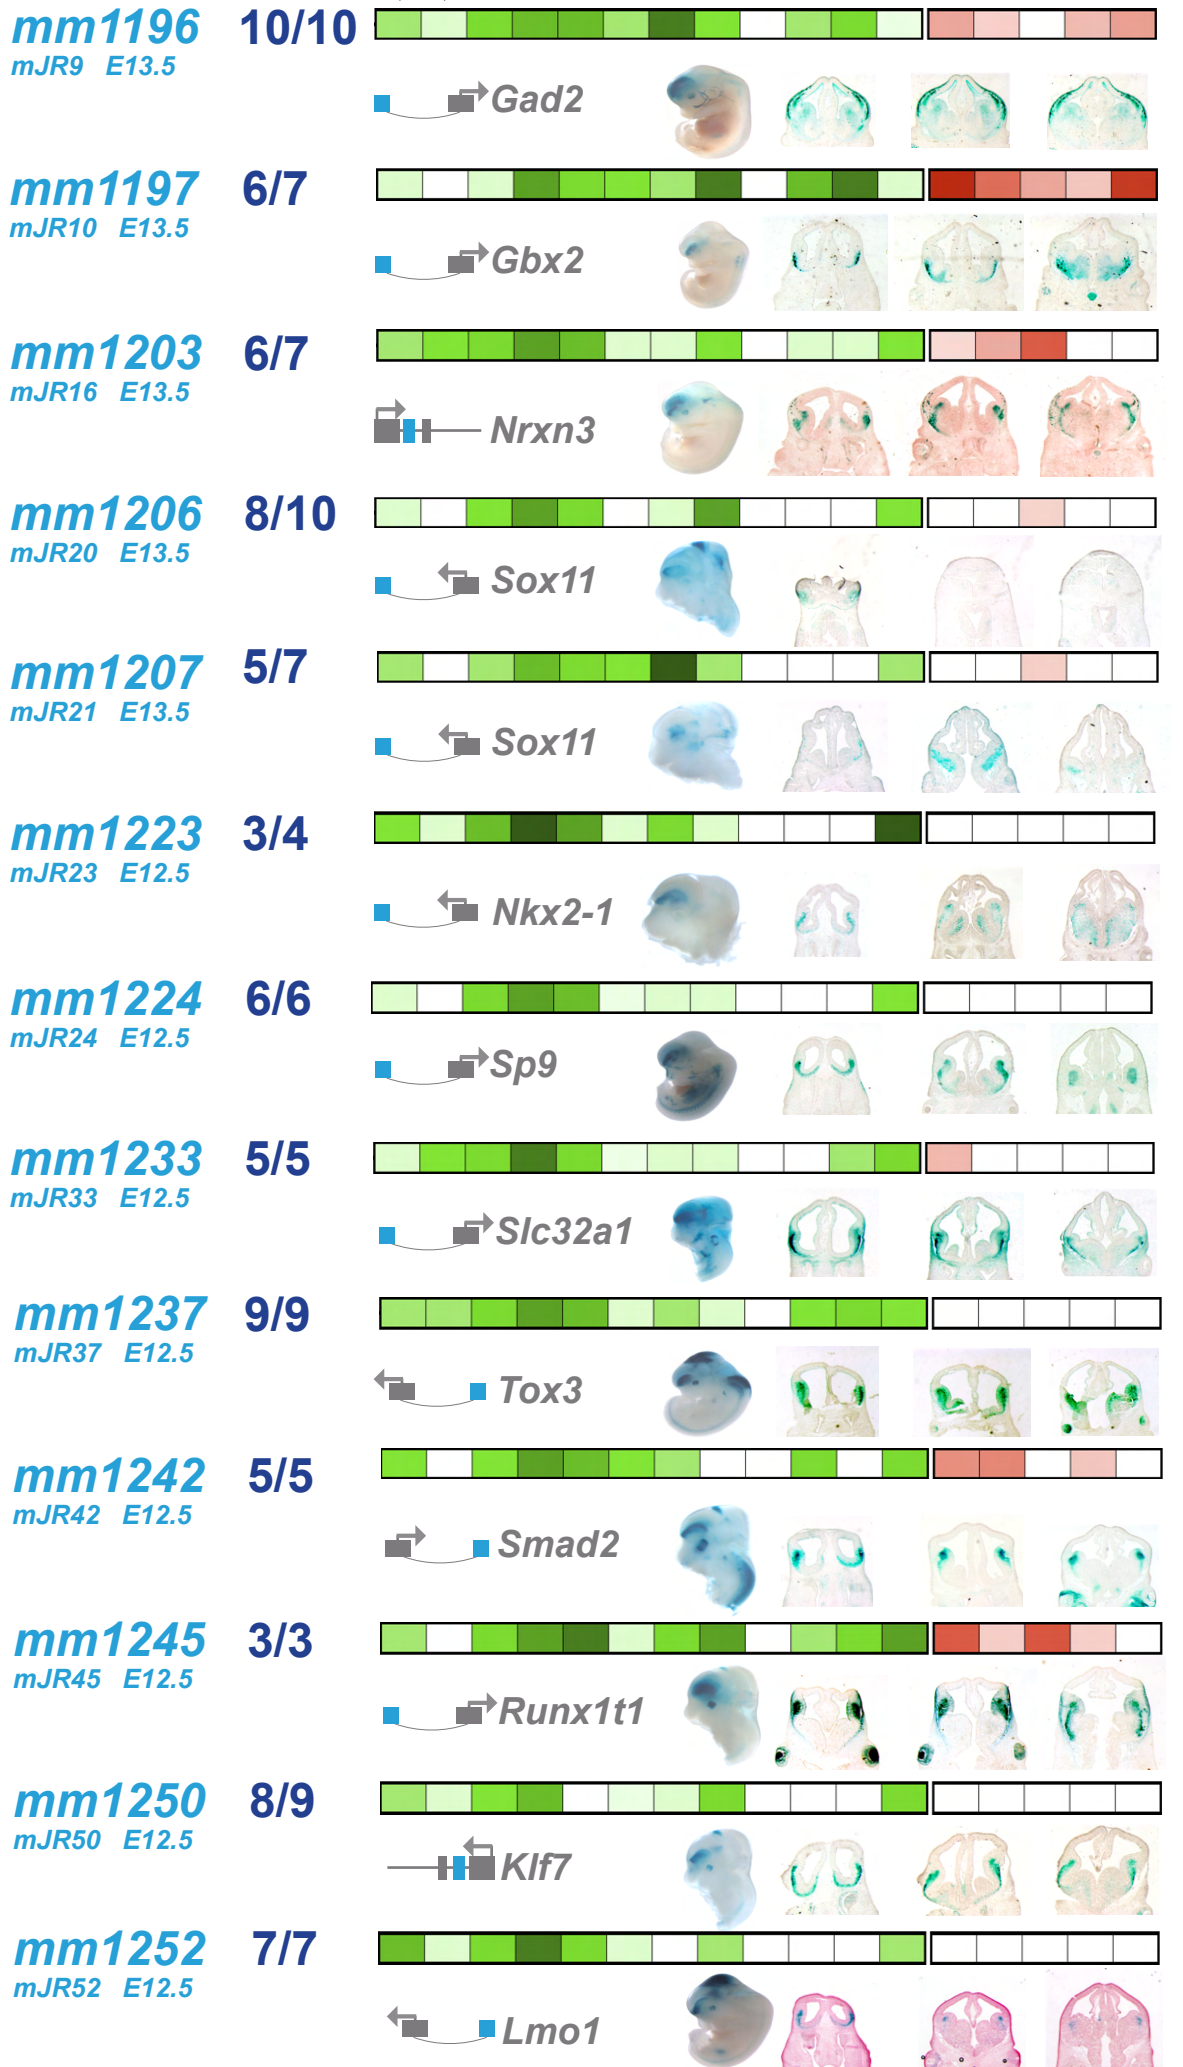 mm1196 10/10
mJR9 E13.5
Gad2
mm1197 6/7
mJR10 E13.5
Gbx2
mm1203 6/7
mJR16 E13.5
Nrxn3
mm1206 8/10
mJR20 E13.5
Sox11
mm1207 5/7
mJR21 E13.5
Sox11
mm1223 3/4
mJR23 E12.5
Nkx2-1
mm1224 6/6
mJR24 E12.5
Sp9
mm1233 5/5
mJR33 E12.5
Slc32a1
mm1237 9/9
mJR37 E12.5
Tox3
mm1242 5/5
mJR42 E12.5
Smad2
mm1245 3/3
mJR45 E12.5
Runx1t1
mm1250 8/9
mJR50 E12.5
Klf7
mm1252 7/7
mJR52 E12.5
Lmo1